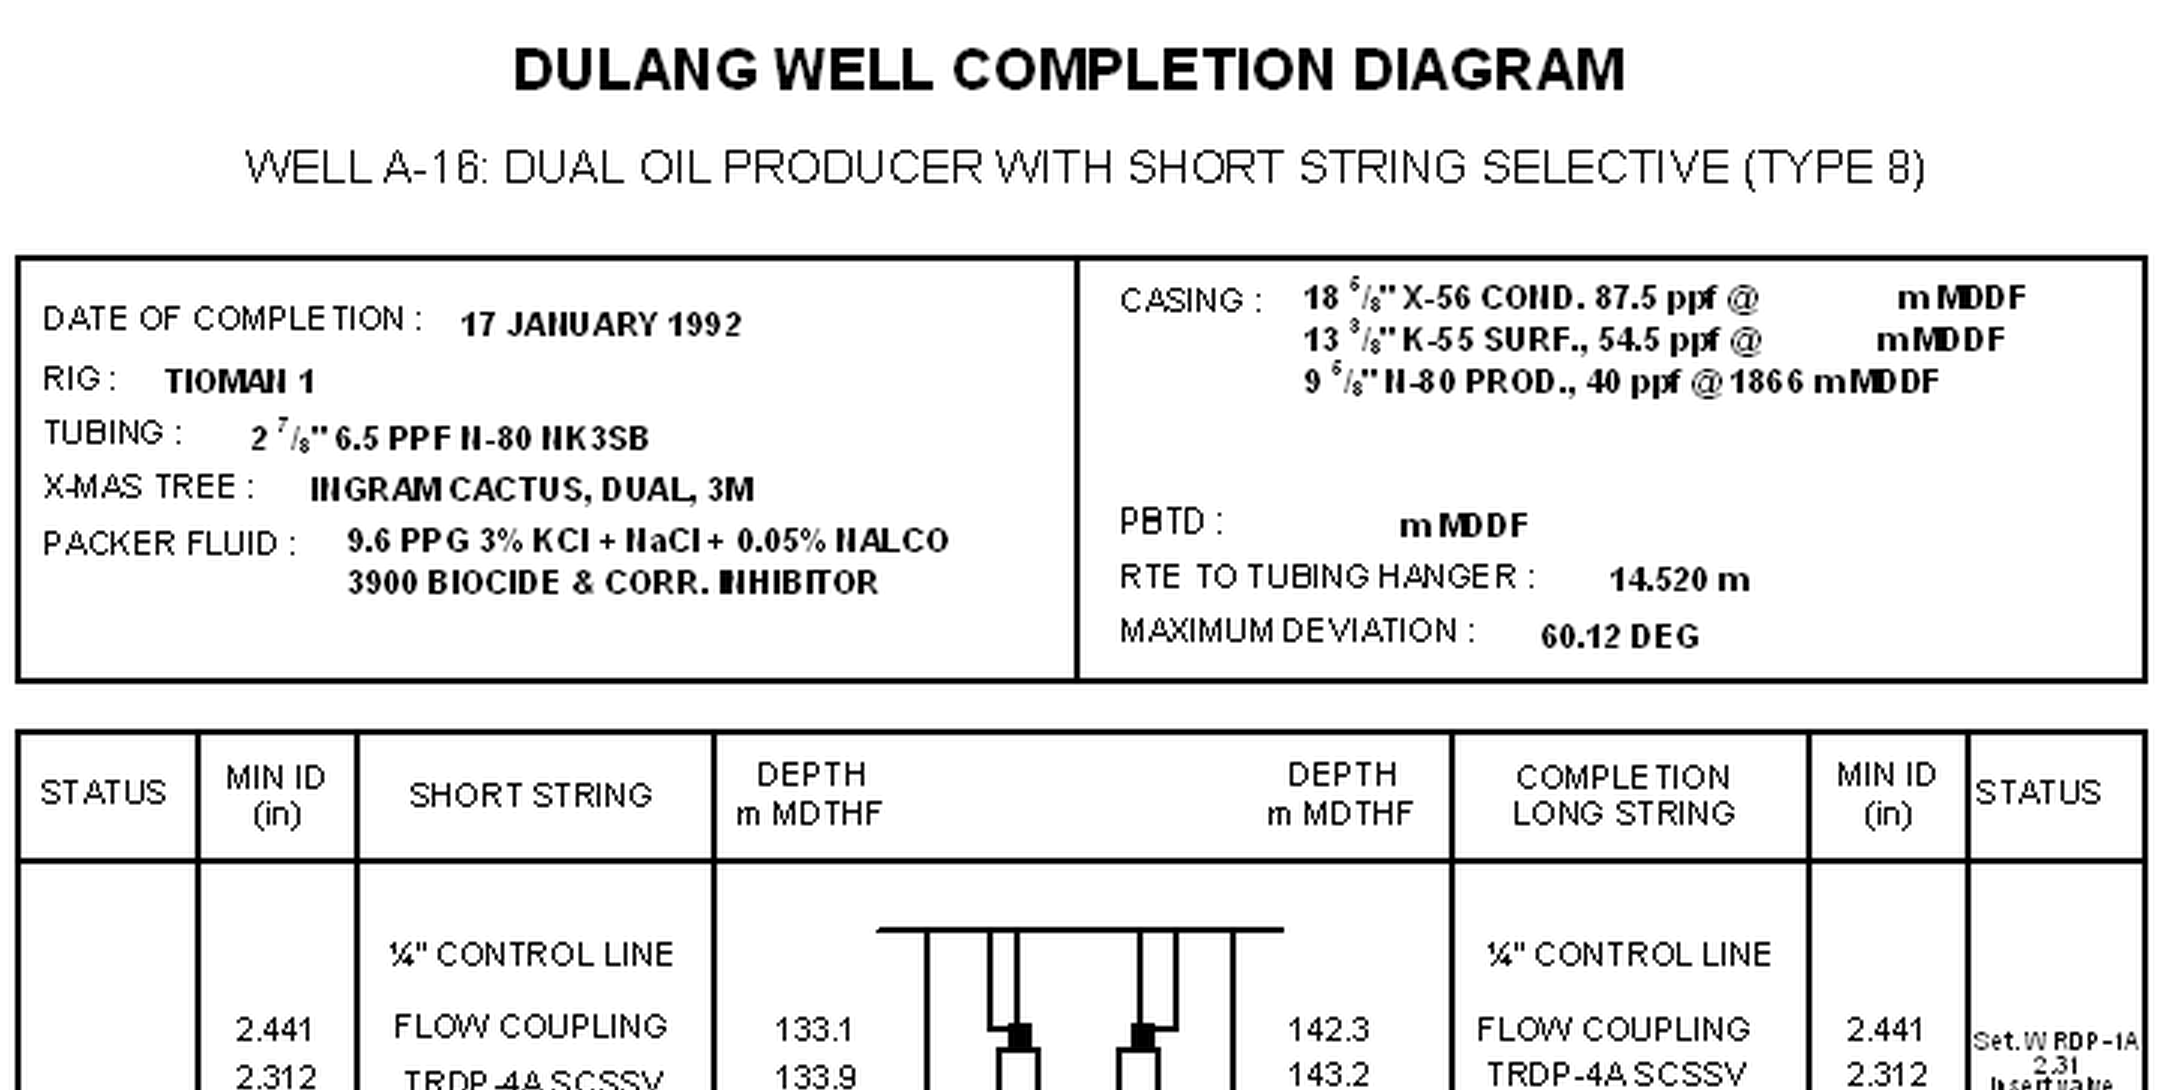 DULANG WELL COMPLETION DIAGRAM
WELL A-16: DUAL OIL PRODUCER WITH SHORT STRING SELECTIVE (TYPE 8)
DATE OF COMPLETION : 17 JANUARY 1992
RIG : TIOMAN 1
TUBING : 2 7/8" 6.5 PPF N-80 NK3SB
X-MAS TREE : INGRAM CACTUS, DUAL, 3M
PACKER FLUID : 9.6 PPG 3% KCl + NaCl + 0.05% NALCO
3900 BIOCIDE & CORR. INHIBITOR
CASING : 18 5/8" X-56 COND. 87.5 ppf @ m MDDF
13 3/8" K-55 SURF., 54.5 ppf @ m MDDF
9 5/8" N-80 PROD., 40 ppf @ 1866 m MDDF
PBTD : m MDDF
RTE TO TUBING HANGER : 14.520 m
MAXIMUM DEVIATION : 60.12 DEG
STATUS
MIN ID
(in)
SHORT STRING
DEPTH
m MDTHF
DEPTH
m MDTHF
COMPLETION
LONG STRING
MIN ID
(in)
STATUS
¼" CONTROL LINE ¼" CONTROL LINE
2.441 FLOW COUPLING 133.1 142.3 FLOW COUPLING 2.441
Set. W RDP-1A
2.312 TRDP-4A SCSSV 133.9 143.2 TRDP-4A SCSSV 2.312
2.31
Insert valve